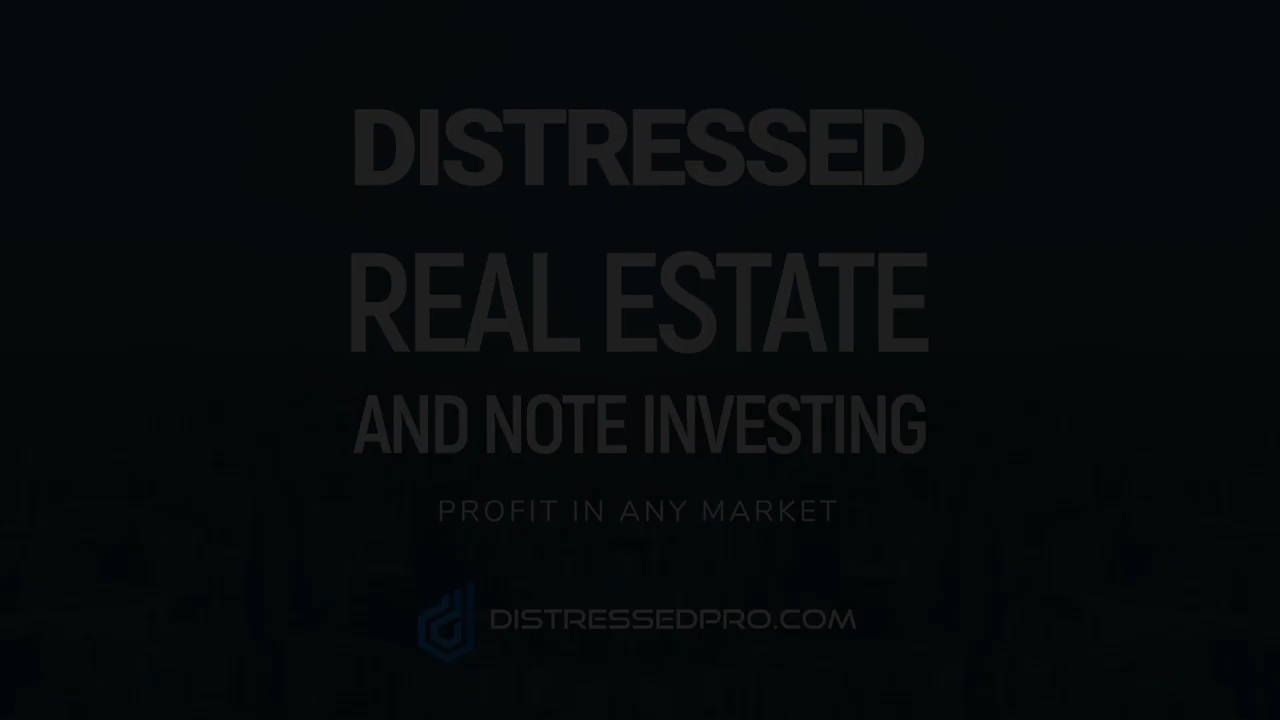 DISTRESSED
REAL ESTATE
AND NOTE INVESTING
PROFIT IN ANY MARKET
DISTRESSEDPRO.COM